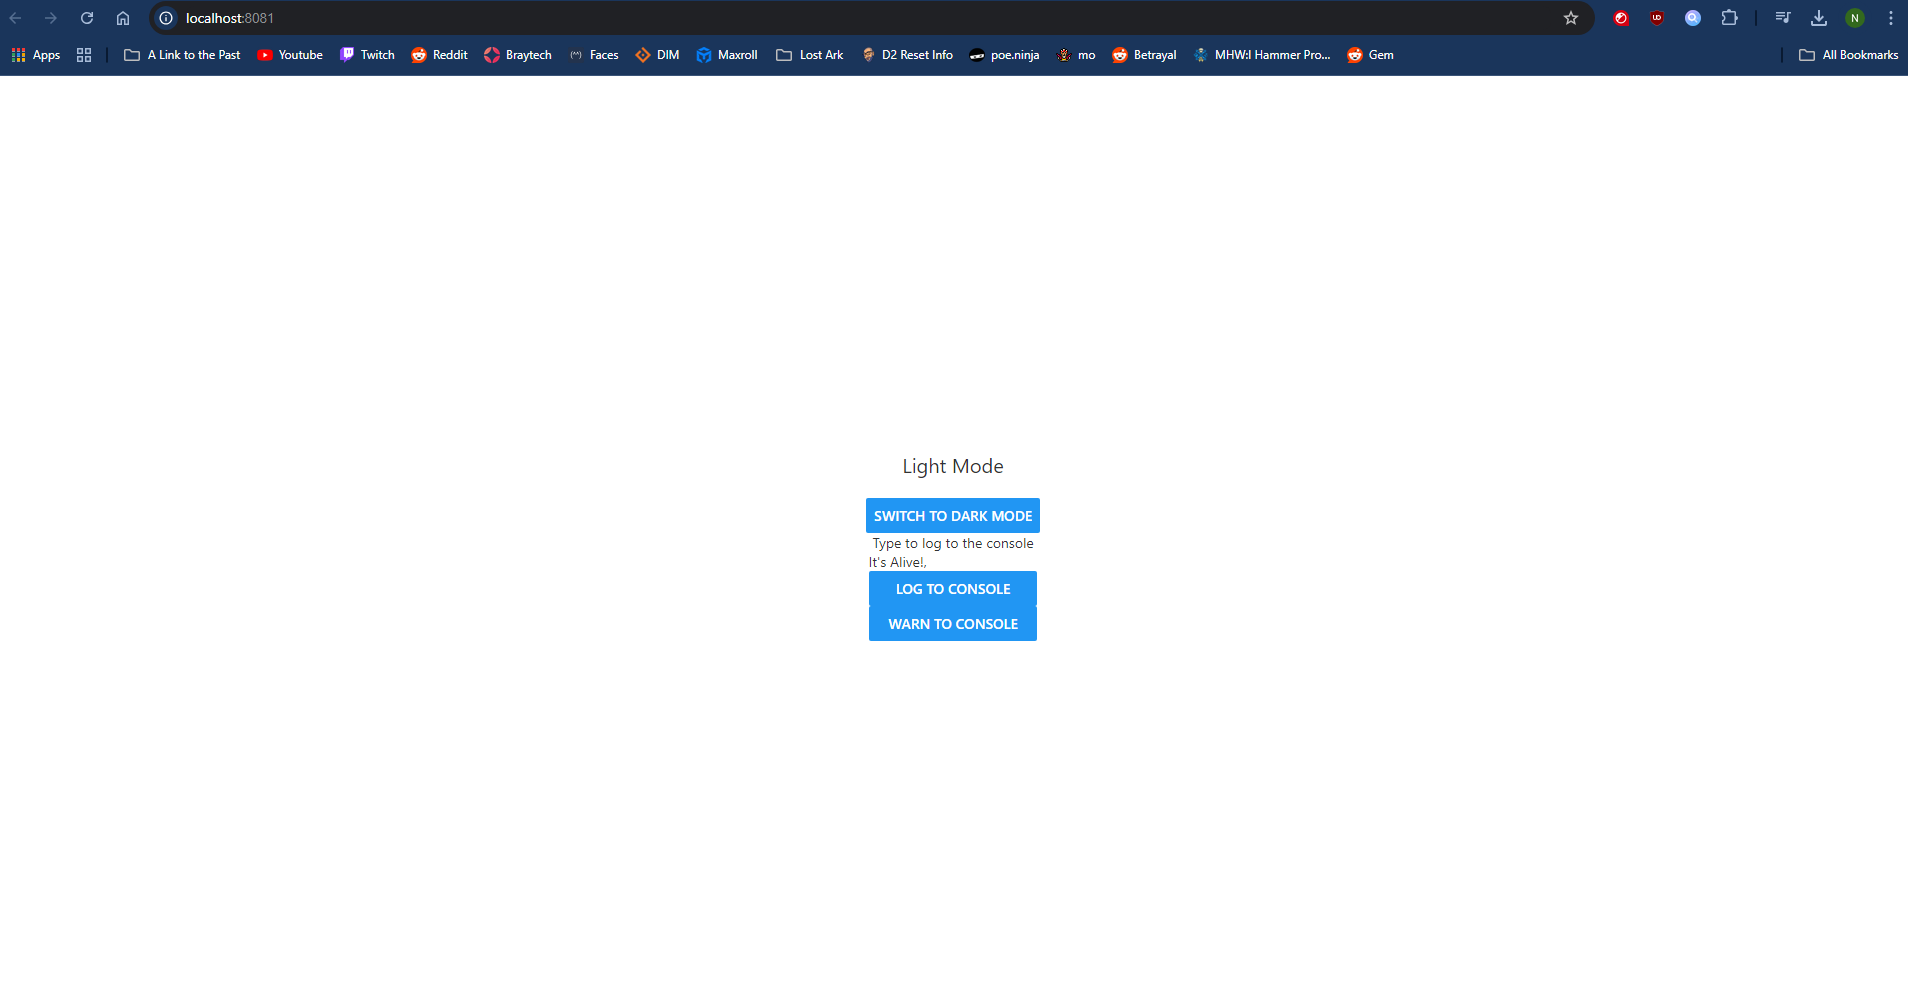 localhost:8081
N
Apps A Link to the Past Youtube Twitch Reddit Braytech Faces DIM Maxroll Lost Ark D2 Reset Info poe.ninja mo Betrayal MHW:I Hammer Pro... Gem All Bookmarks
Light Mode
SWITCH TO DARK MODE
Type to log to the console
It's Alive!,
LOG TO CONSOLE
WARN TO CONSOLE